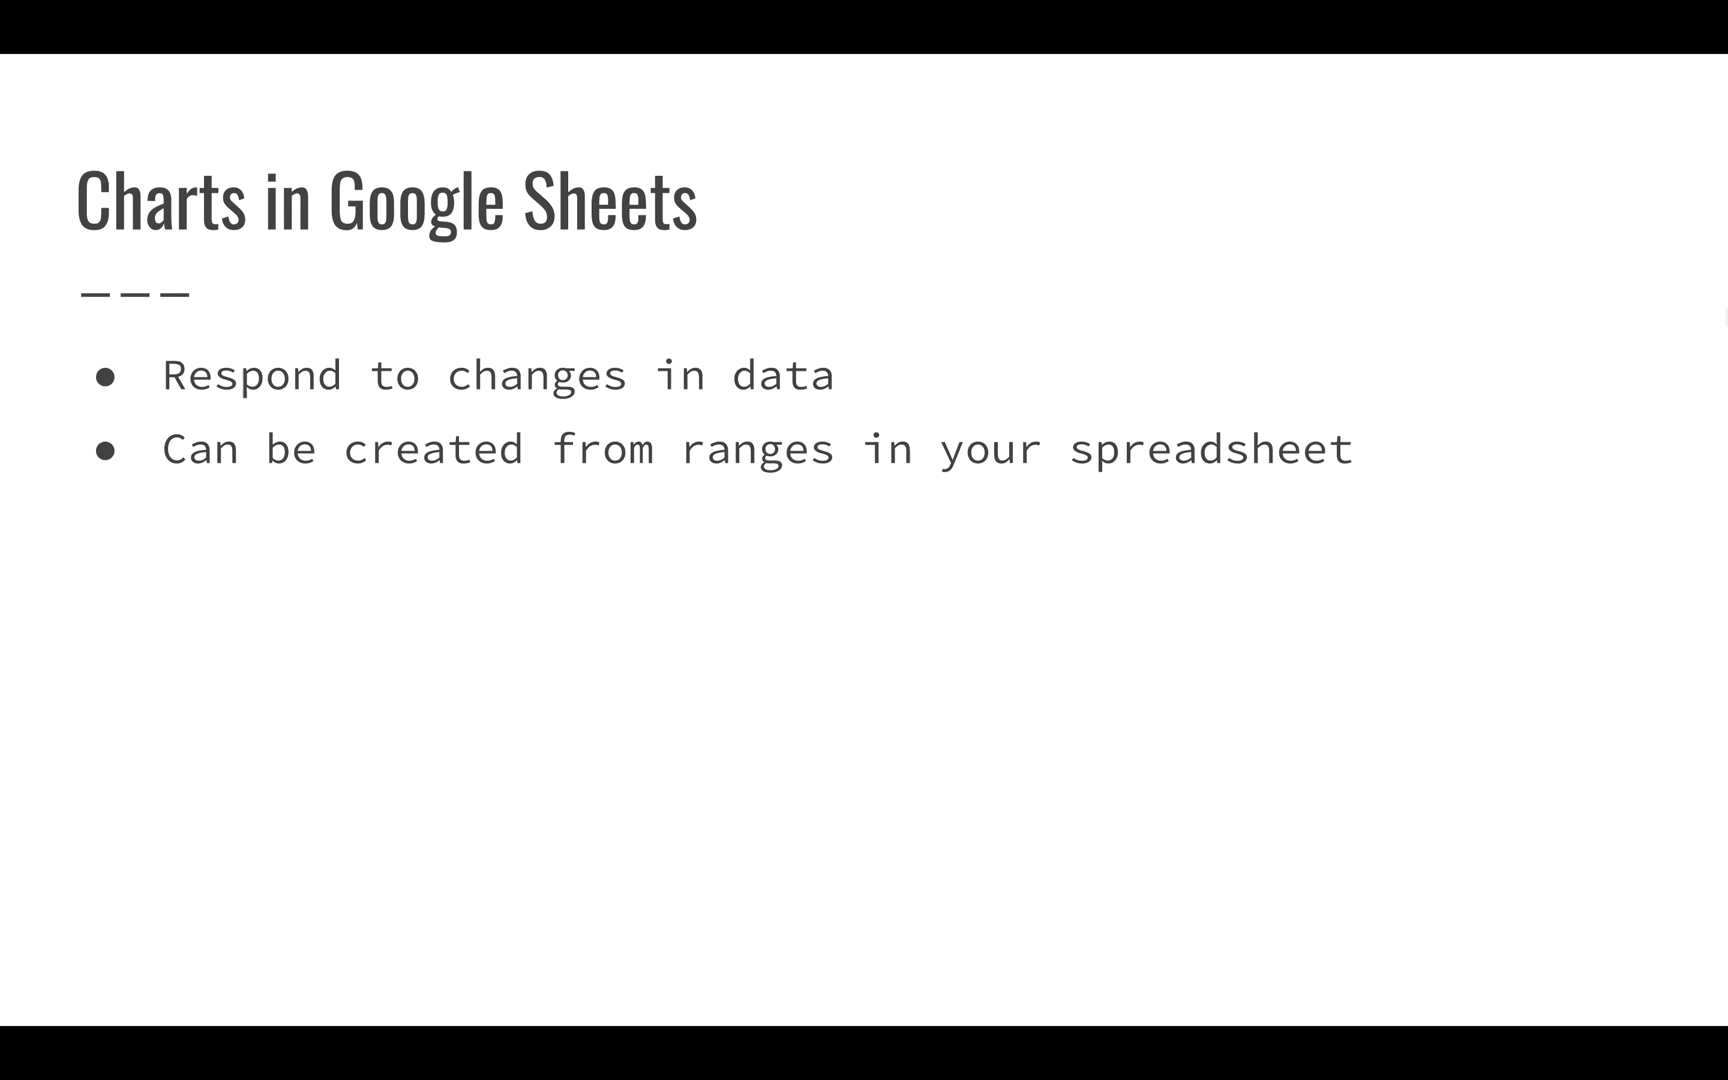 Charts in Google Sheets
● Respond to changes in data
● Can be created from ranges in your spreadsheet